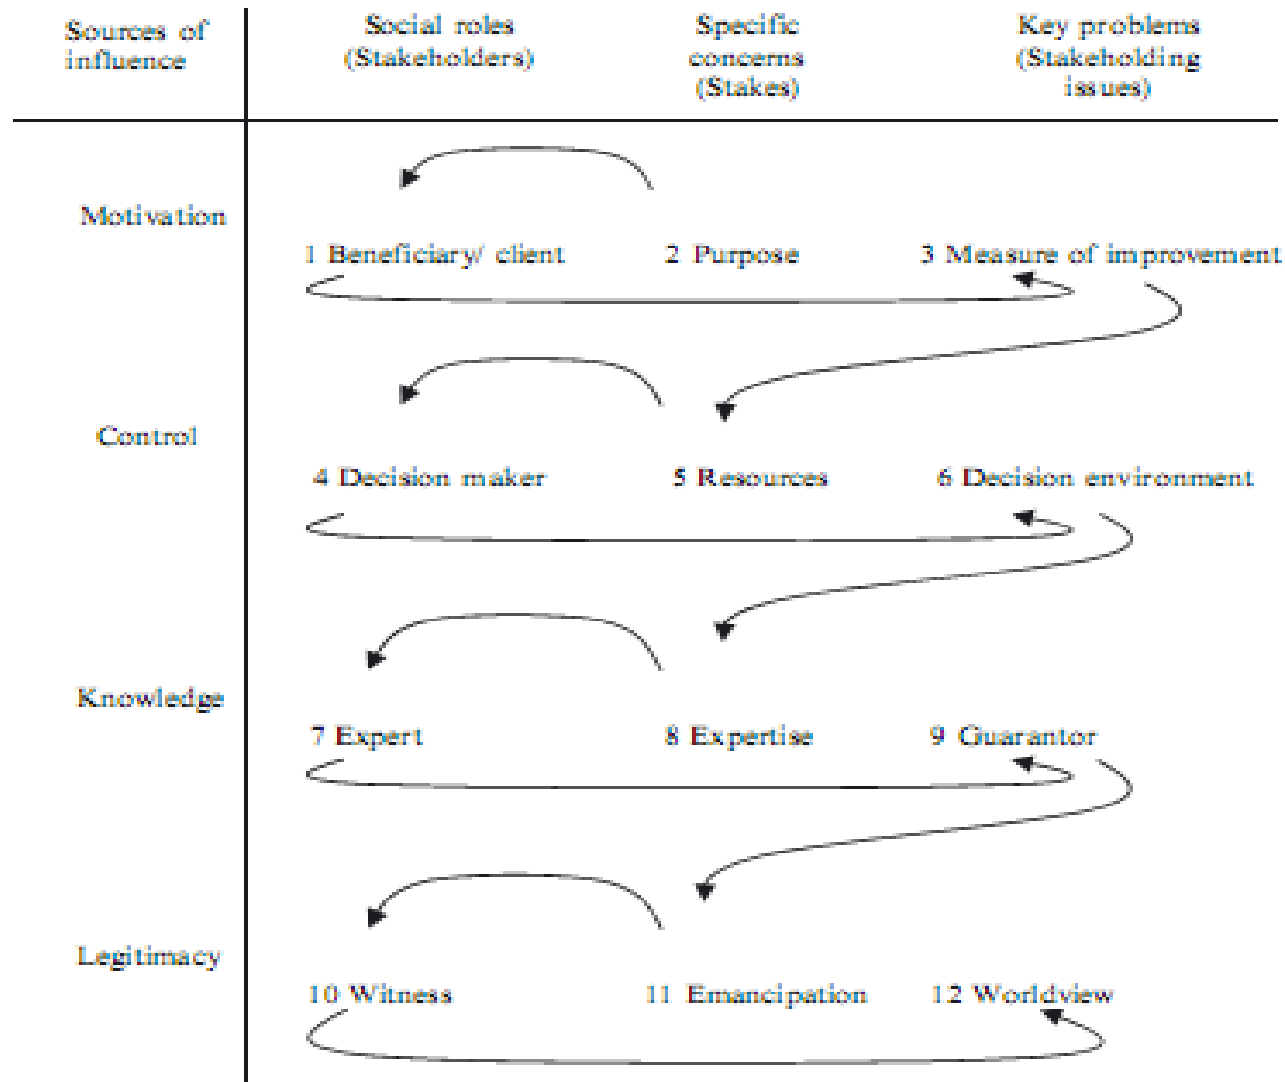 Sources of
influence
Social roles
(Stakeholders)
Specific
concerns
(Stakes)
Key problems
(Stakeholding
issues)
Motivation
1 Beneficiary/ client
2 Purpose
3 Measure of improvement
Control
4 Decision maker
5 Resources
6 Decision environment
Knowledge
7 Expert
8 Expertise
9 Guarantor
Legitimacy
10 Witness
11 Emancipation
12 Worldview